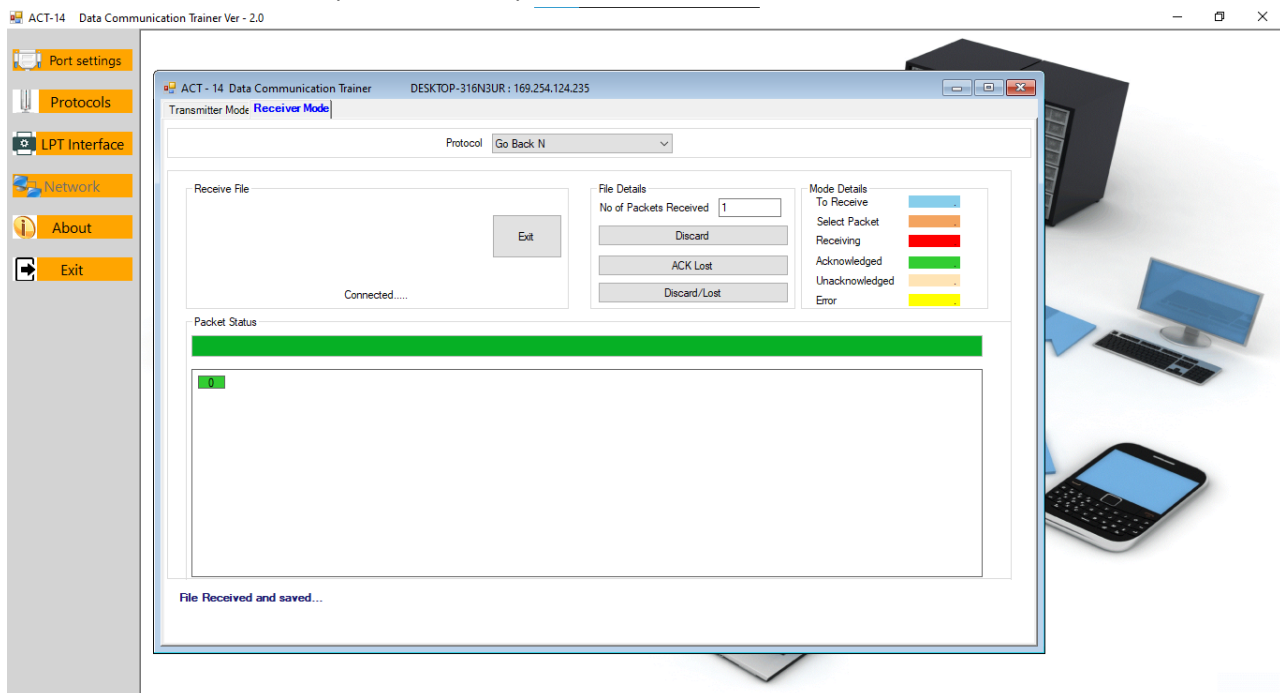 ACT-14 Data Communication Trainer Ver - 2.0
Port settings
Protocols
LPT Interface
Network
About
Exit
ACT - 14 Data Communication Trainer DESKTOP-316N3UR : 169.254.124.235
Transmitter Mode Receiver Mode
Protocol Go Back N
Receive File
Exit
Connected.....
File Details
No of Packets Received 1
Discard
ACK Lost
Discard/Lost
Mode Details
To Receive .
Select Packet .
Receiving
Acknowledged .
Unacknowledged .
Error .
Packet Status
0
File Received and saved...